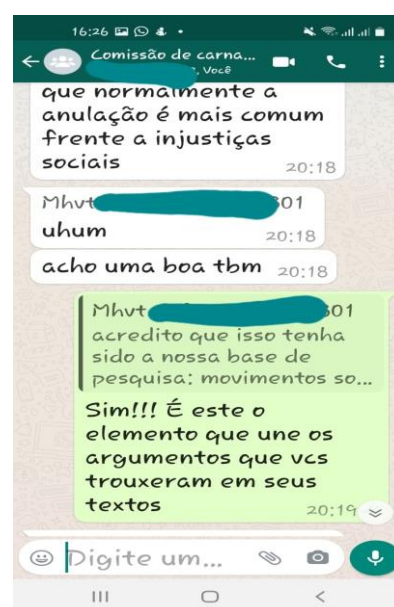 16:26
Comissão de carna...
, Você
que normalmente a
anulação é mais comum
frente a injustiças
sociais
20:18
Mhvt 01
uhum
20:18
acho uma boa tbm 20:18
Mhvt 301
acredito que isso tenha
sido a nossa base de
pesquisa: movimentos so...
Sim!!! É este o
elemento que une os
argumentos que vcs
trouxeram em seus
textos
20:19
Digite um...